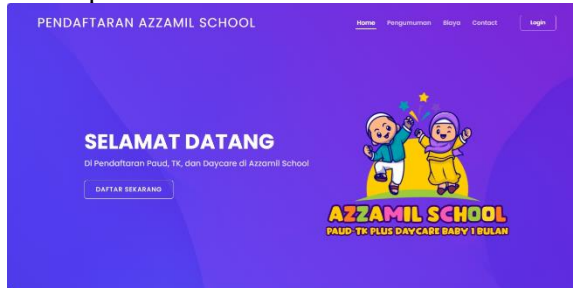 PENDAFTARAN AZZAMIL SCHOOL
Home Pengumuman Biaya Contact Login
SELAMAT DATANG
Di Pendaftaran Paud, TK, dan Daycare di Azzamil School
DAFTAR SEKARANG
AZZAMIL SCHOOL
PAUD-TK PLUS DAYCARE BABY 1 BULAN